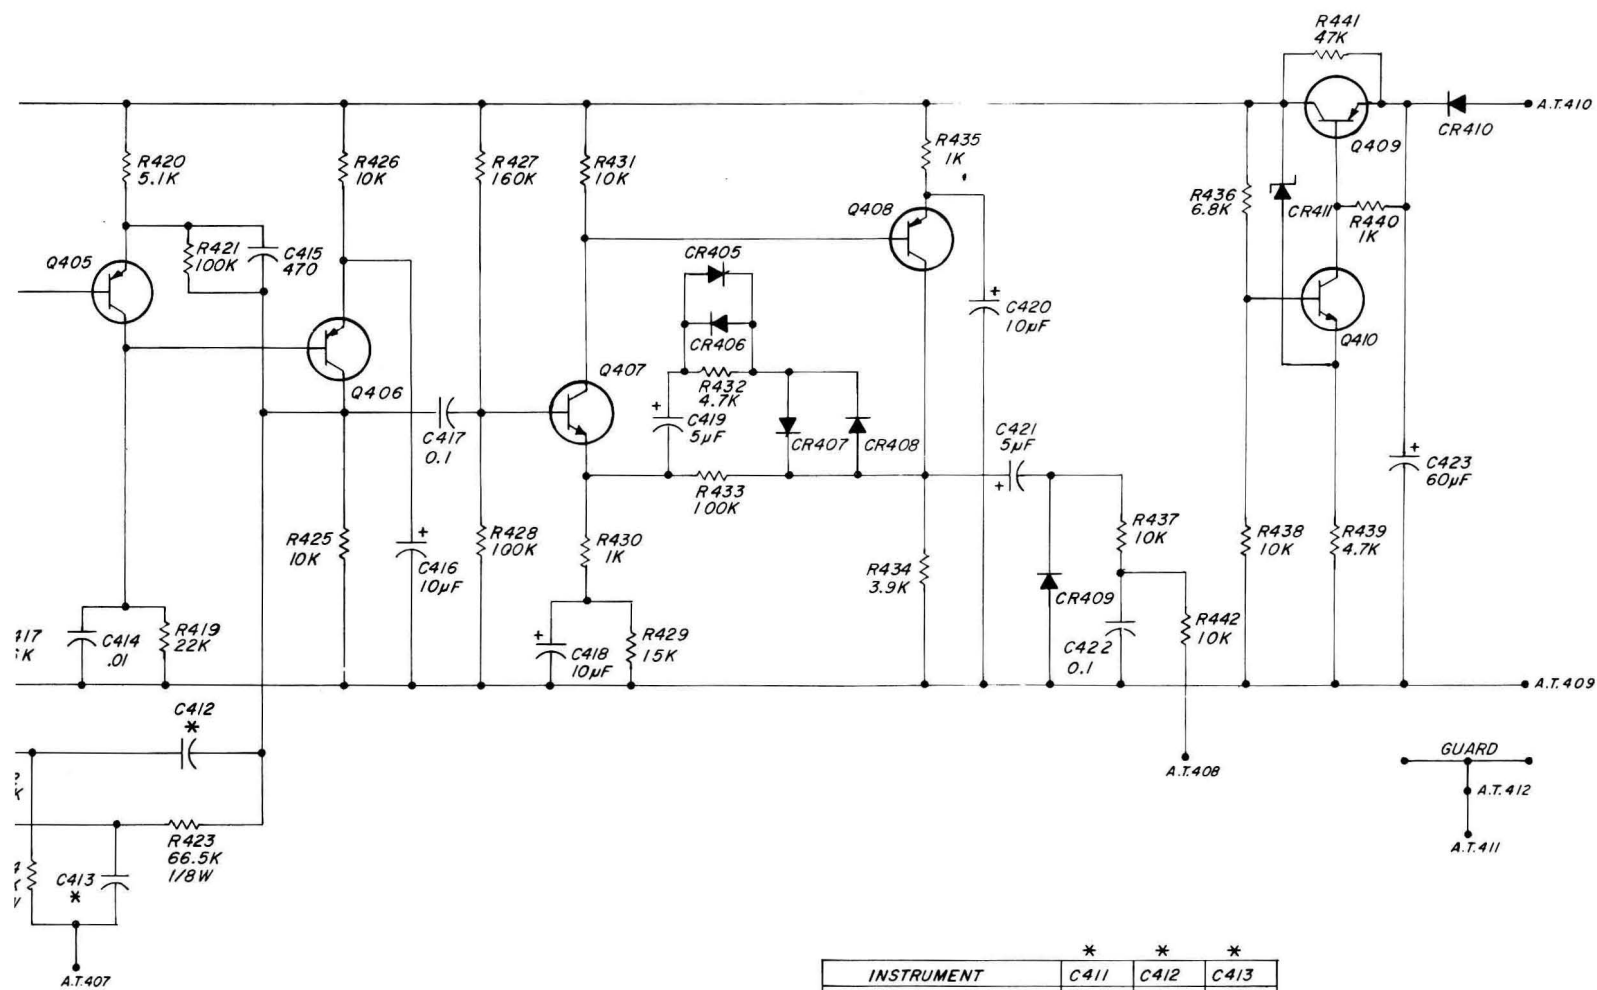 R441
47K
A.T.410
CR410
Q409
R420
5.1K
R426
10K
R427
160K
R431
10K
R435
1K
R436
6.8K
CR411
R440
1K
Q405
R421
100K
C415
470
Q408
CR405
CR406
+
C420
10µF
Q410
Q406
Q407
R432
4.7K
+
C419
5µF
CR407
CR408
C421
5µF
+
C417
0.1
R433
100K
+
C423
60µF
R425
10K
+
C416
10µF
R428
100K
R430
1K
R434
3.9K
R437
10K
R438
10K
R439
4.7K
CR409
C414
.01
R419
22K
+
C418
10µF
R429
15K
C422
0.1
R442
10K
A.T.409
C412
*
A.T.408
GUARD
A.T.412
A.T.411
R423
66.5K
1/8W
C413
*
A.T.407
* * *
INSTRUMENT C411 C412 C413